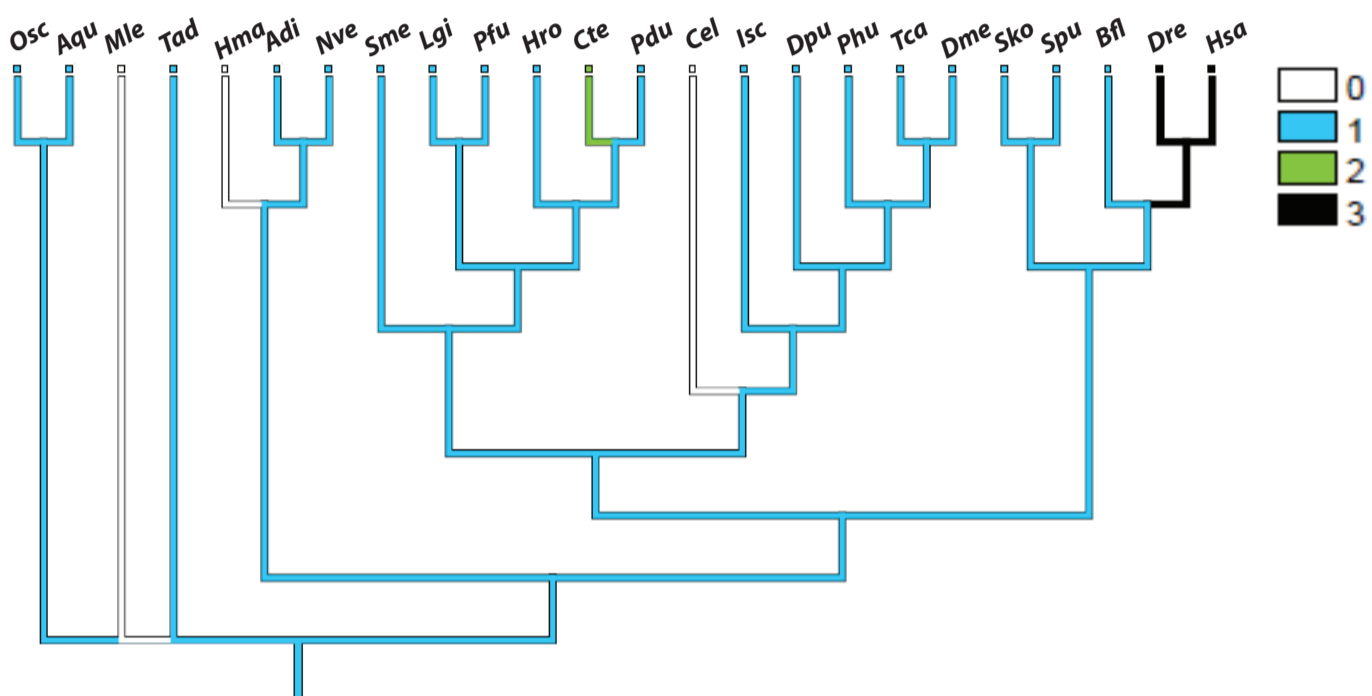 Osc Aqu Mle Tad Hma Adi Nve Sme Lgi Pfu Hro Cte Pdu Cel Isc Dpu Phu Tca Dme Sko Spu Bfl Dre Hsa
0
1
2
3